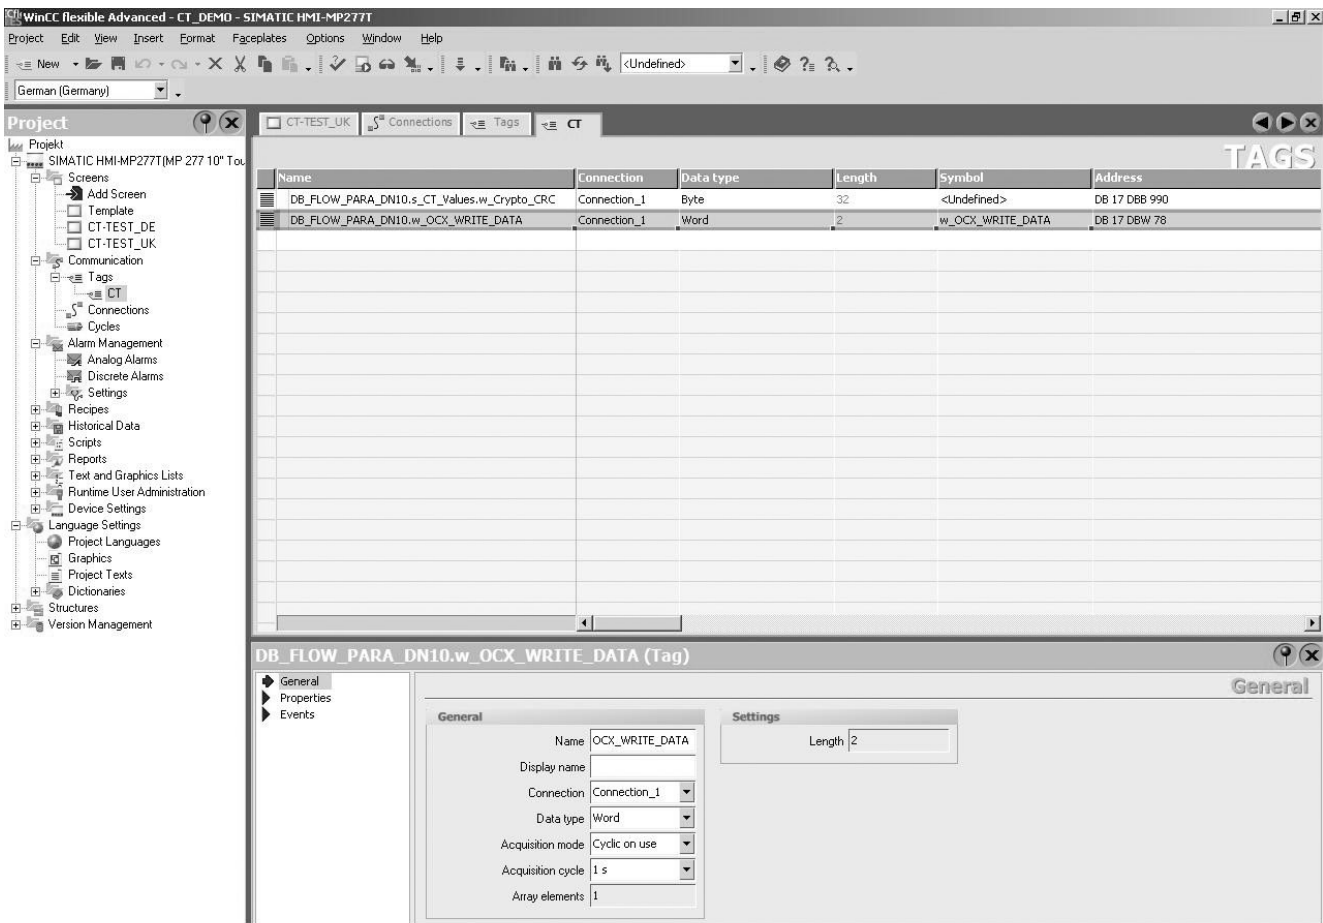 WinCC flexible Advanced - CT_DEMO - SIMATIC HMI-MP277T
Project Edit View Insert Format Faceplates Options Window Help
New <Undefined>
German (Germany)
Project
CT-TEST_UK Connections Tags CT
TAGS
Projekt
SIMATIC HMI-MP277T(MP 277 10" Tou
Screens
Add Screen
Template
CT-TEST_DE
CT-TEST_UK
Communication
Tags
CT
Connections
Cycles
Alarm Management
Analog Alarms
Discrete Alarms
Settings
Recipes
Historical Data
Scripts
Reports
Text and Graphics Lists
Runtime User Administration
Device Settings
Language Settings
Project Languages
Graphics
Project Texts
Dictionaries
Structures
Version Management
Name Connection Data type Length Symbol Address
DB_FLOW_PARA_DN10.s_CT_Values.w_Crypto_CRC Connection_1 Byte 32 <Undefined> DB 17 DBB 990
DB_FLOW_PARA_DN10.w_OCX_WRITE_DATA Connection_1 Word 2 w_OCX_WRITE_DATA DB 17 DBW 78
DB_FLOW_PARA_DN10.w_OCX_WRITE_DATA (Tag)
General
Properties
Events
General
General
Name OCX_WRITE_DATA
Display name
Connection Connection_1
Data type Word
Acquisition mode Cyclic on use
Acquisition cycle 1 s
Array elements 1
Settings
Length 2